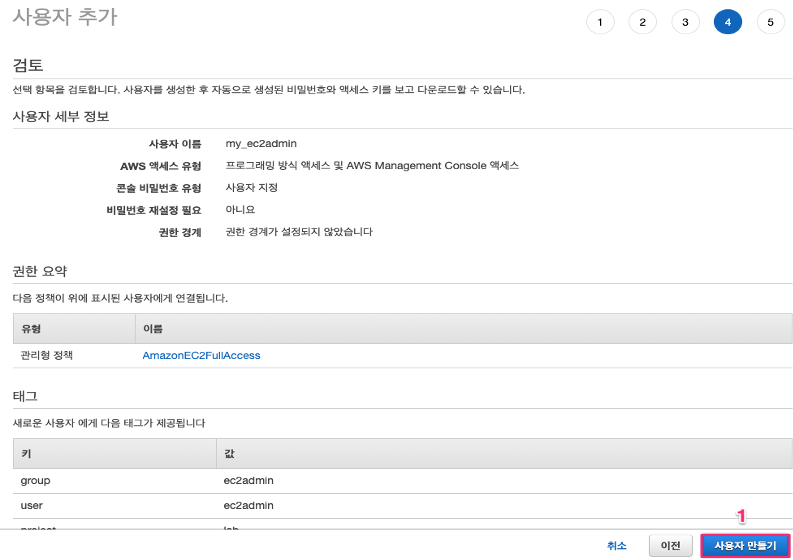 사용자 추가
1 2 3 4 5
검토
선택 항목을 검토합니다. 사용자를 생성한 후 자동으로 생성된 비밀번호와 액세스 키를 보고 다운로드할 수 있습니다.
사용자 세부 정보
사용자 이름 my_ec2admin
AWS 액세스 유형 프로그래밍 방식 액세스 및 AWS Management Console 액세스
콘솔 비밀번호 유형 사용자 지정
비밀번호 재설정 필요 아니요
권한 경계 권한 경계가 설정되지 않았습니다
권한 요약
다음 정책이 위에 표시된 사용자에게 연결됩니다.
유형 이름
관리형 정책 AmazonEC2FullAccess
태그
새로운 사용자 에게 다음 태그가 제공됩니다
키 값
group ec2admin
user ec2admin
project lab
1
취소 이전 사용자 만들기